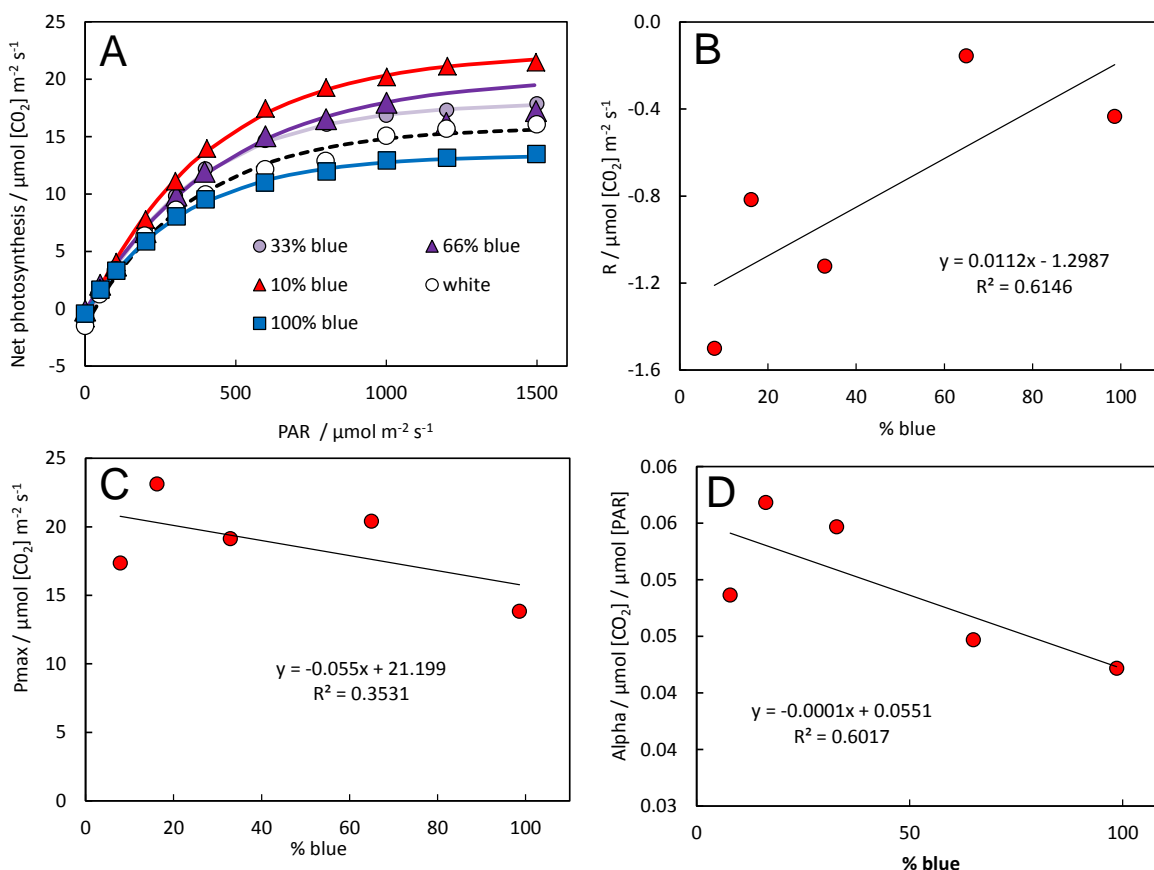 A
Net photosynthesis / µmol [CO₂] m⁻² s⁻¹
25
20
15
10
5
0
-5
0
500
1000
1500
PAR / µmol m⁻² s⁻¹
33% blue
66% blue
10% blue
white
100% blue
B
R / µmol [CO₂] m⁻² s⁻¹
0.0
-0.4
-0.8
-1.2
-1.6
0
20
40
60
80
100
% blue
y = 0.0112x - 1.2987
R² = 0.6146
C
Pmax / µmol [CO₂] m⁻² s⁻¹
25
20
15
10
5
0
0
20
40
60
80
100
% blue
y = -0.055x + 21.199
R² = 0.3531
D
Alpha / µmol [CO₂] / µmol [PAR]
0.06
0.06
0.05
0.05
0.04
0.04
0.03
0
50
100
% blue
y = -0.0001x + 0.0551
R² = 0.6017